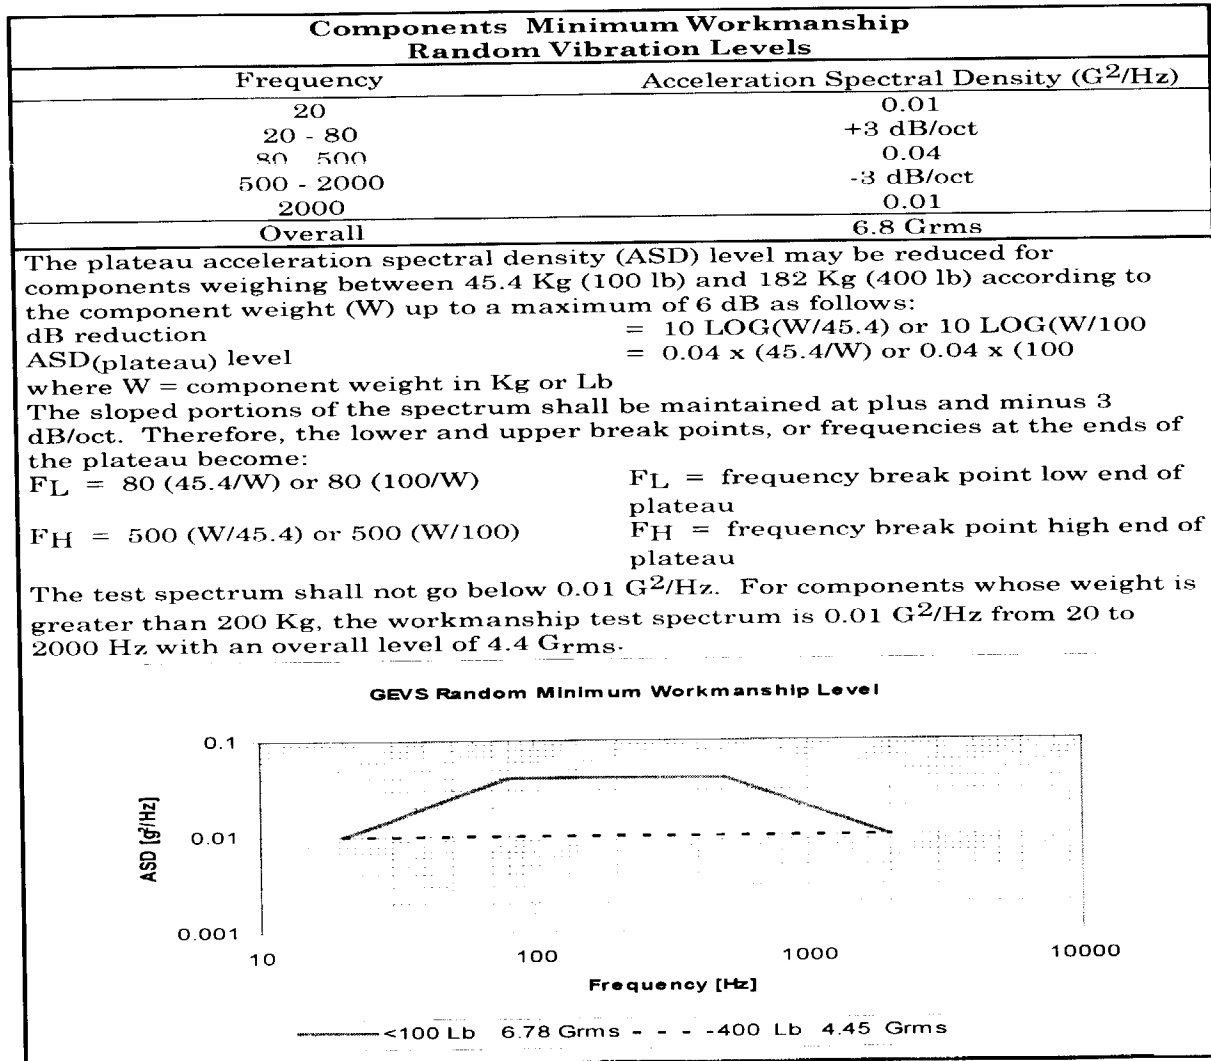 Components Minimum Workmanship
Random Vibration Levels
Frequency Acceleration Spectral Density (G²/Hz)
20 0.01
20 - 80 +3 dB/oct
80 500 0.04
500 - 2000 -3 dB/oct
2000 0.01
Overall 6.8 Grms
The plateau acceleration spectral density (ASD) level may be reduced for
components weighing between 45.4 Kg (100 lb) and 182 Kg (400 lb) according to
the component weight (W) up to a maximum of 6 dB as follows:
dB reduction = 10 LOG(W/45.4) or 10 LOG(W/100
ASD(plateau) level = 0.04 x (45.4/W) or 0.04 x (100
where W = component weight in Kg or Lb
The sloped portions of the spectrum shall be maintained at plus and minus 3
dB/oct. Therefore, the lower and upper break points, or frequencies at the ends of
the plateau become:
FL = 80 (45.4/W) or 80 (100/W) FL = frequency break point low end of
plateau
FH = 500 (W/45.4) or 500 (W/100) FH = frequency break point high end of
plateau
The test spectrum shall not go below 0.01 G²/Hz. For components whose weight is
greater than 200 Kg, the workmanship test spectrum is 0.01 G²/Hz from 20 to
2000 Hz with an overall level of 4.4 Grms.
GEVS Random Minimum Workmanship Level
0.1
0.01
0.001
ASD [g²/Hz]
10 100 1000 10000
Frequency [Hz]
<100 Lb 6.78 Grms - - - -400 Lb 4.45 Grms